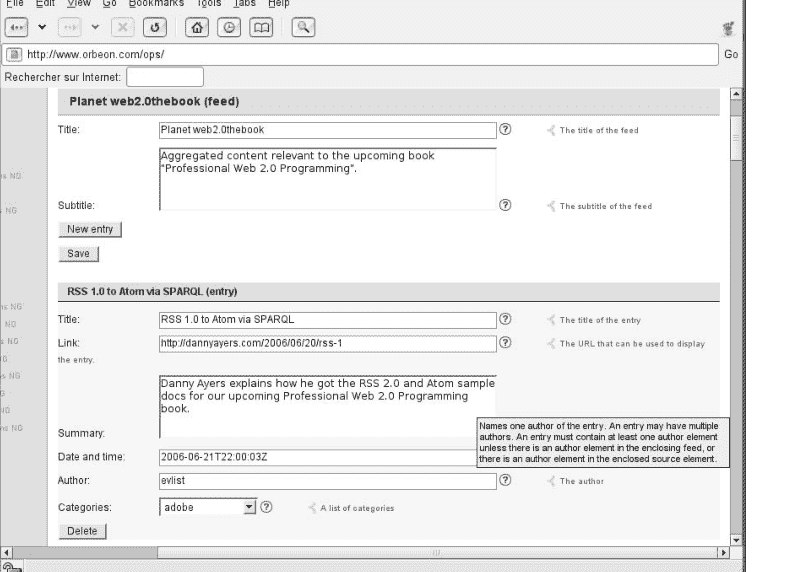 File Edit View Go Bookmarks Tools Tabs Help
http://www.orbeon.com/ops/ Go
Rechercher sur Internet:
Planet web2.0thebook (feed)
Title: Planet web2.0thebook ? The title of the feed
Aggregated content relevant to the upcoming book
"Professional Web 2.0 Programming".
Subtitle: ? The subtitle of the feed
New entry
Save
RSS 1.0 to Atom via SPARQL (entry)
Title: RSS 1.0 to Atom via SPARQL ? The title of the entry
Link: http://dannyayers.com/2006/06/20/rss-1 ? The URL that can be used to display
the entry.
Danny Ayers explains how he got the RSS 2.0 and Atom sample
docs for our upcoming Professional Web 2.0 Programming
book.
Summary:
Names one author of the entry. An entry may have multiple
authors. An entry must contain at least one author element
unless there is an author element in the enclosing feed, or
there is an author element in the enclosed source element.
Date and time: 2006-06-21T22:00:03Z
Author: evlist ? The author
Categories: adobe ? A list of categories
Delete